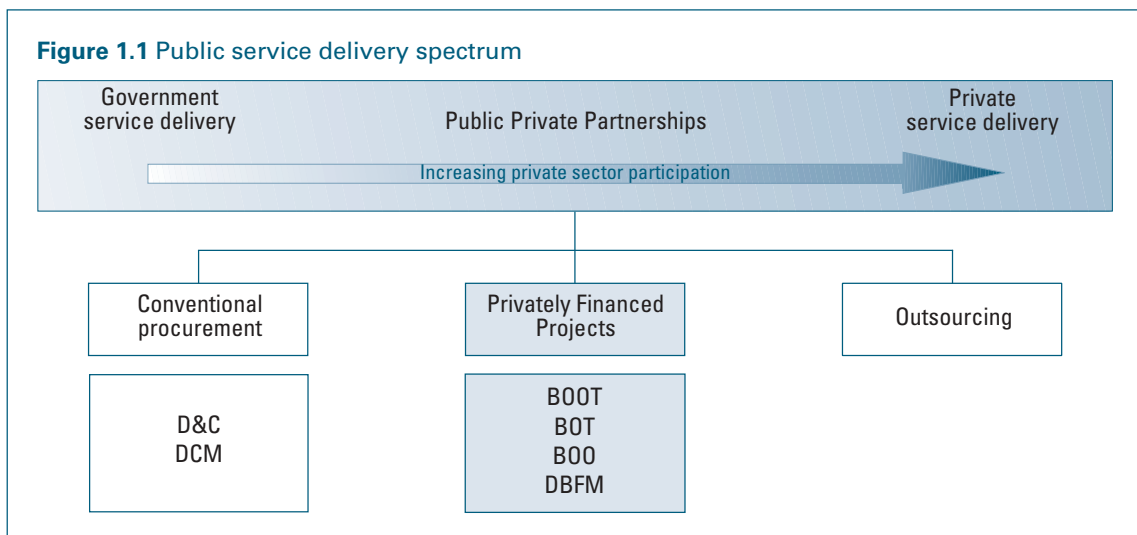 Figure 1.1 Public service delivery spectrum
Government
service delivery
Public Private Partnerships
Private
service delivery
Increasing private sector participation
Conventional
procurement
Privately Financed
Projects
Outsourcing
D&C
DCM
BOOT
BOT
BOO
DBFM